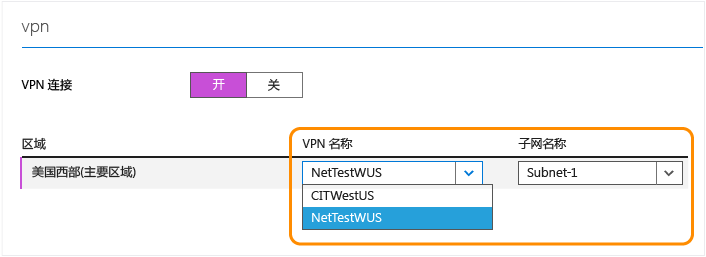 vpn
VPN 连接 开 关
区域 VPN 名称 子网名称
美国西部(主要区域) NetTestWUS Subnet-1
CITWestUS
NetTestWUS